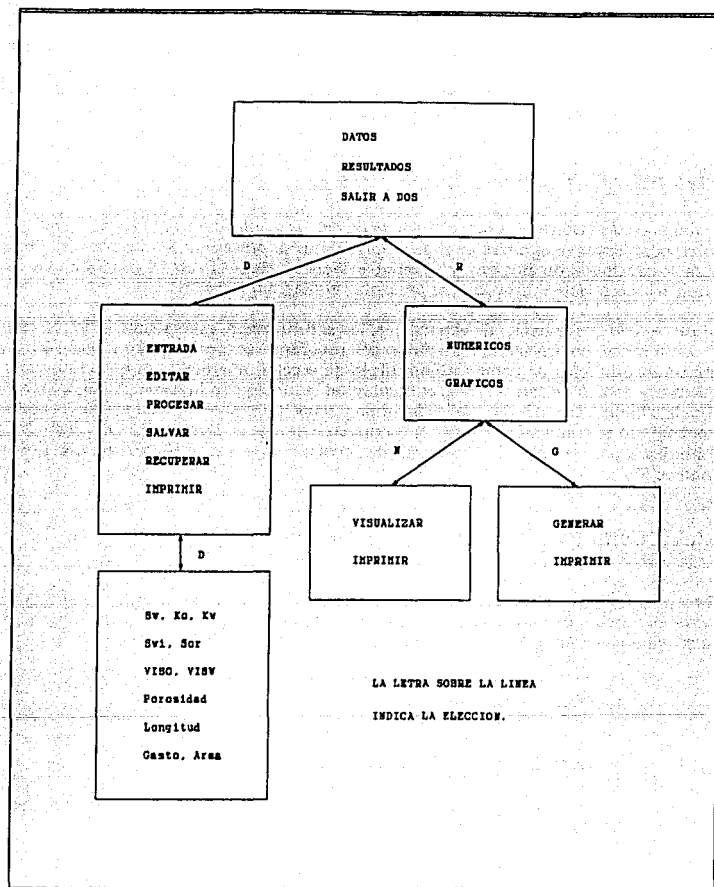 DATOS
RESULTADOS
SALIR A DOS
D
R
ENTRADA
EDITAR
PROCESAR
SALVAR
RECUPERAR
IMPRIMIR
NUMERICOS
GRAFICOS
N
G
VISUALIZAR
IMPRIMIR
GENERAR
IMPRIMIR
D
Sw, Ko, Kw
Swi, Sor
VISO, VISW
Porosidad
Longitud
Gasto, Area
LA LETRA SOBRE LA LINEA
INDICA LA ELECCION.